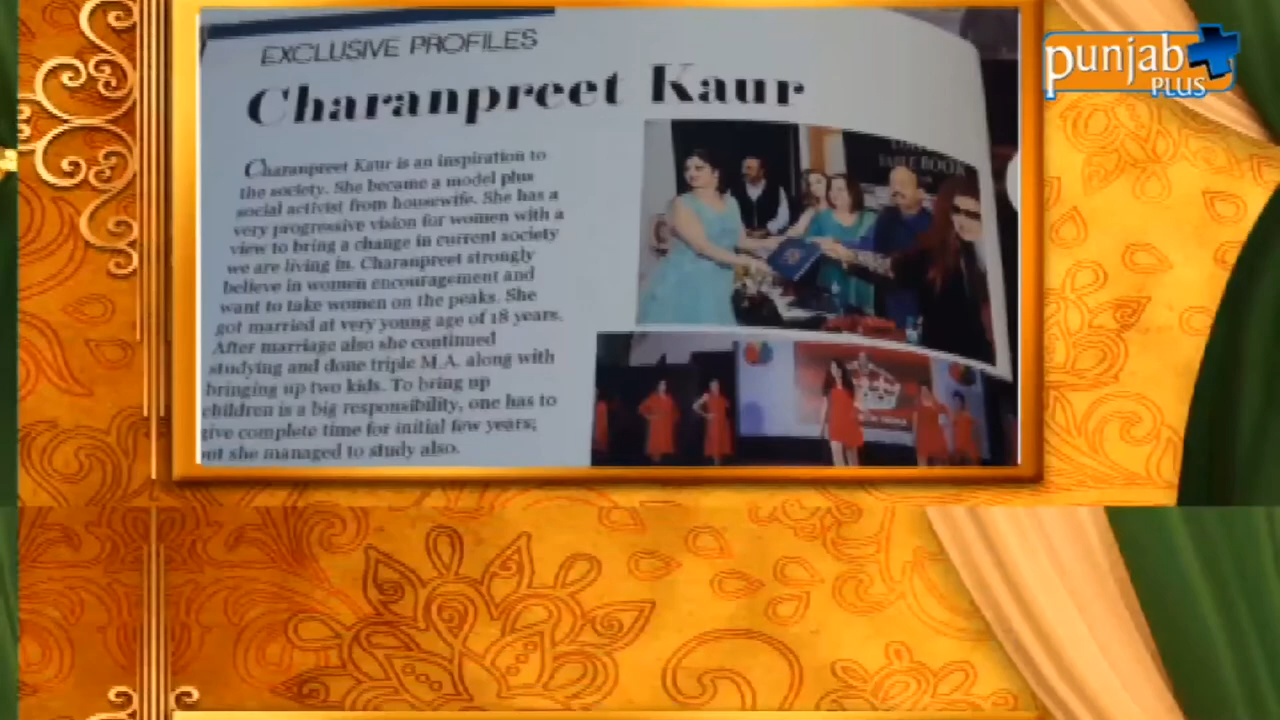 EXCLUSIVE PROFILES
Charanpreet Kaur
Charanpreet Kaur is an inspiration to
the society. She became a model plus
social activist from housewife. She has a
very progressive vision for women with a
view to bring a change in current society
we are living in. Charanpreet strongly
believe in women encouragement and
want to take women on the peaks. She
got married at very young age of 18 years.
After marriage also she continued
studying and done triple M.A. along with
bringing up two kids. To bring up
children is a big responsibility, one has to
give complete time for initial few years;
ut she managed to study also.
TABLE BOOK
punjab
PLUS